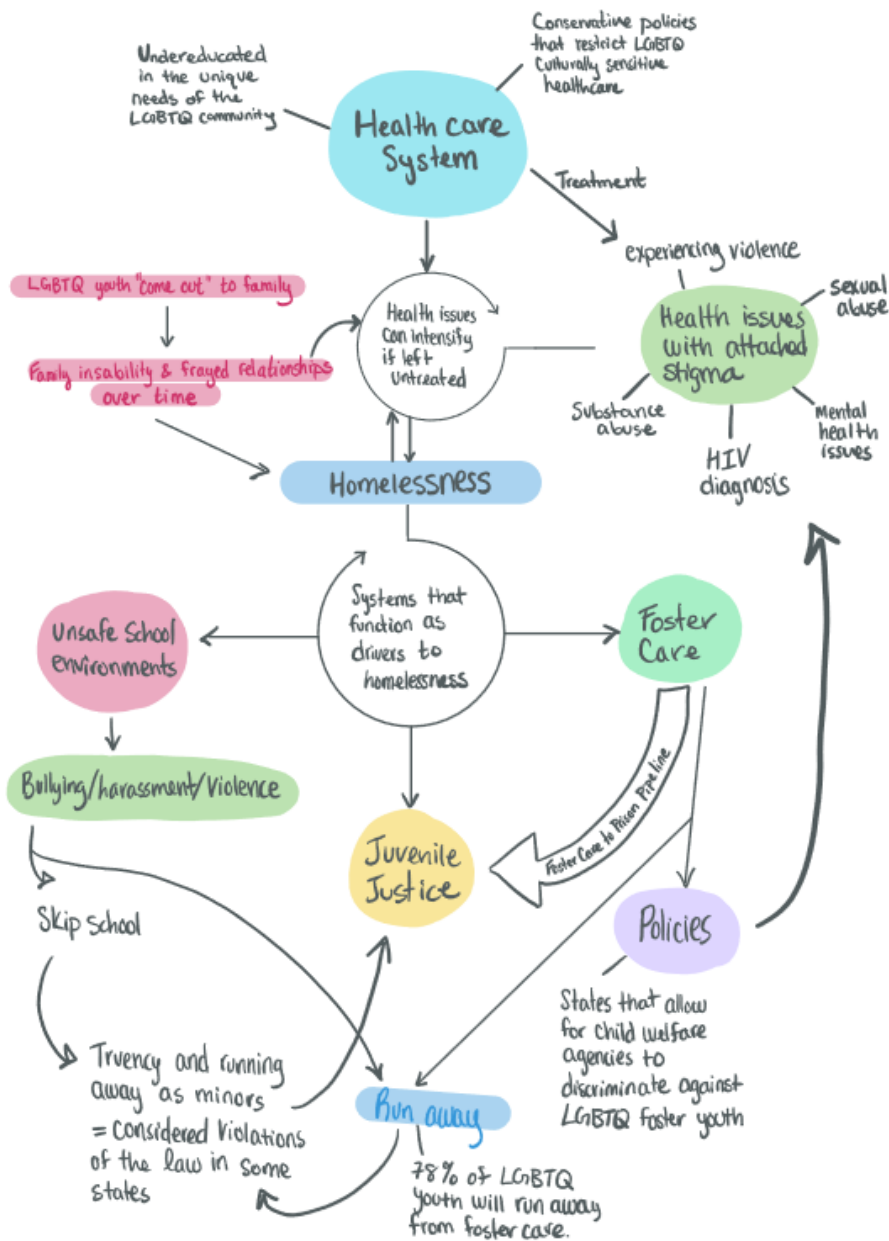 Undereducated
in the unique
needs of the
LGBTQ community
Conservative policies
that restrict LGBTQ
Culturally sensitive
healthcare
Health care
System
Treatment
experiencing violence
sexual
abuse
Health issues
with attached
stigma
Substance
abuse
HIV
diagnosis
Mental
health
issues
LGBTQ youth "come out" to family
Family insability & frayed relationships
over time
Health issues
can intensify
if left
untreated
Homelessness
Systems that
function as
drivers to
homelessness
Unsafe School
environments
Foster
Care
Bullying/harassment/Violence
Foster Care to Prison Pipeline
Juvenile
Justice
Skip school
Policies
States that allow
for child welfare
agencies to
discriminate against
LGBTQ foster youth
Truency and running
away as minors
= considered violations
of the law in some
states
Run away
78% of LGBTQ
youth will run away
from foster care.